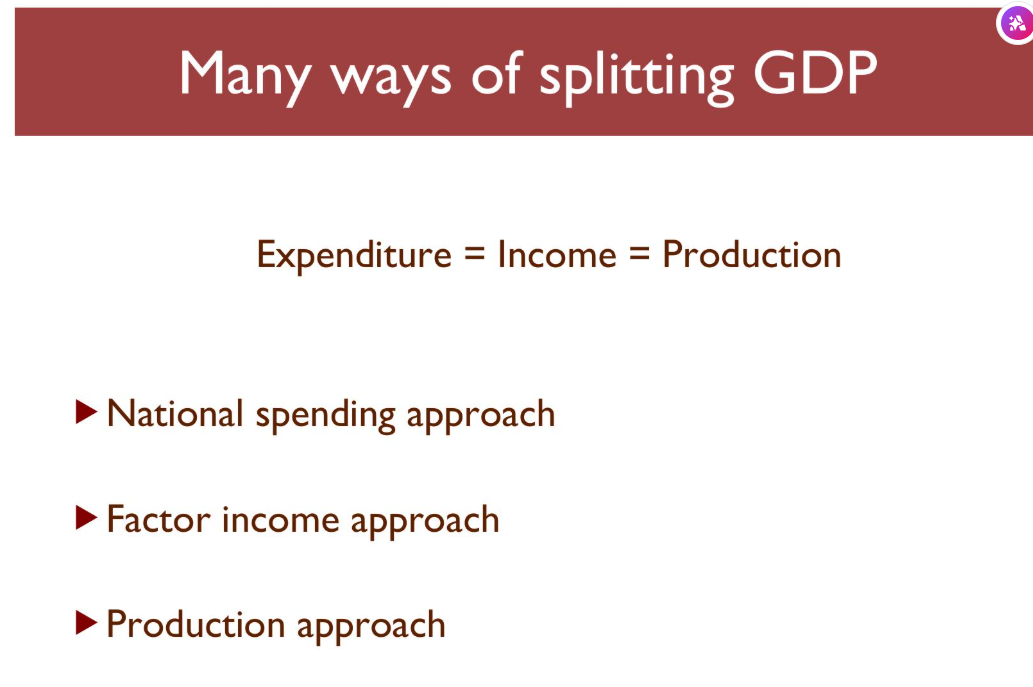 Many ways of splitting GDP
Expenditure = Income = Production
National spending approach
Factor income approach
Production approach